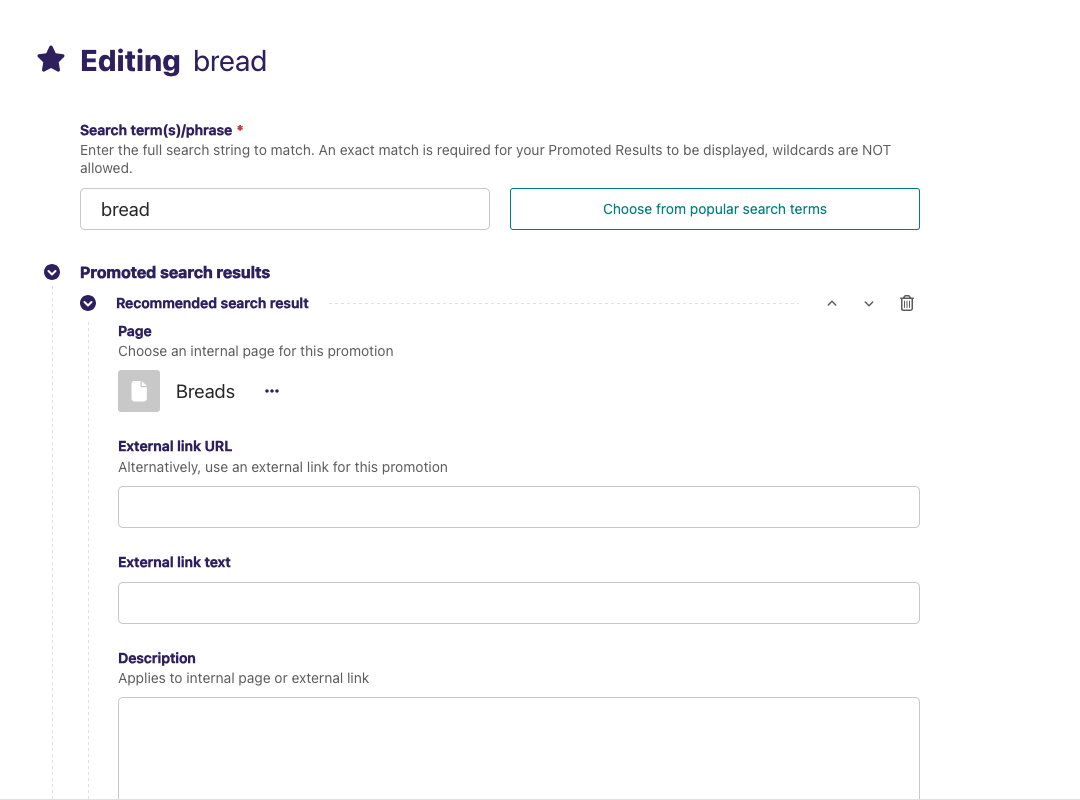 Editing bread
Search term(s)/phrase *
Enter the full search string to match. An exact match is required for your Promoted Results to be displayed, wildcards are NOT
allowed.
bread
Choose from popular search terms
Promoted search results
Recommended search result
Page
Choose an internal page for this promotion
Breads
External link URL
Alternatively, use an external link for this promotion
External link text
Description
Applies to internal page or external link